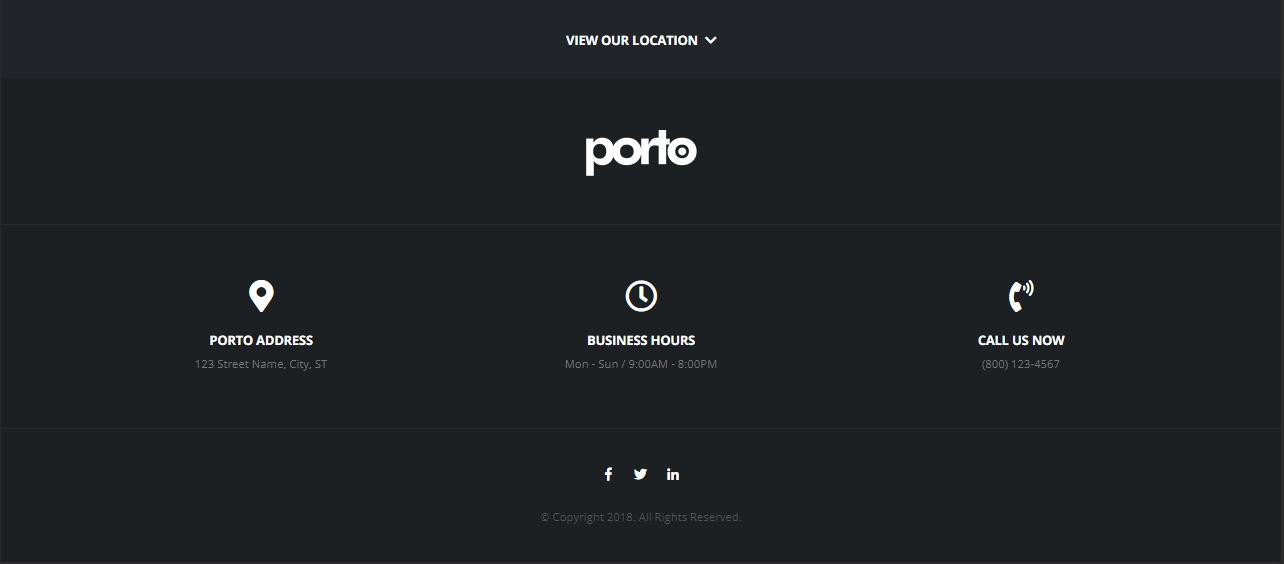 VIEW OUR LOCATION
porto
PORTO ADDRESS
123 Street Name, City, ST
BUSINESS HOURS
Mon - Sun / 9:00AM - 8:00PM
CALL US NOW
(800) 123-4567
© Copyright 2018. All Rights Reserved.